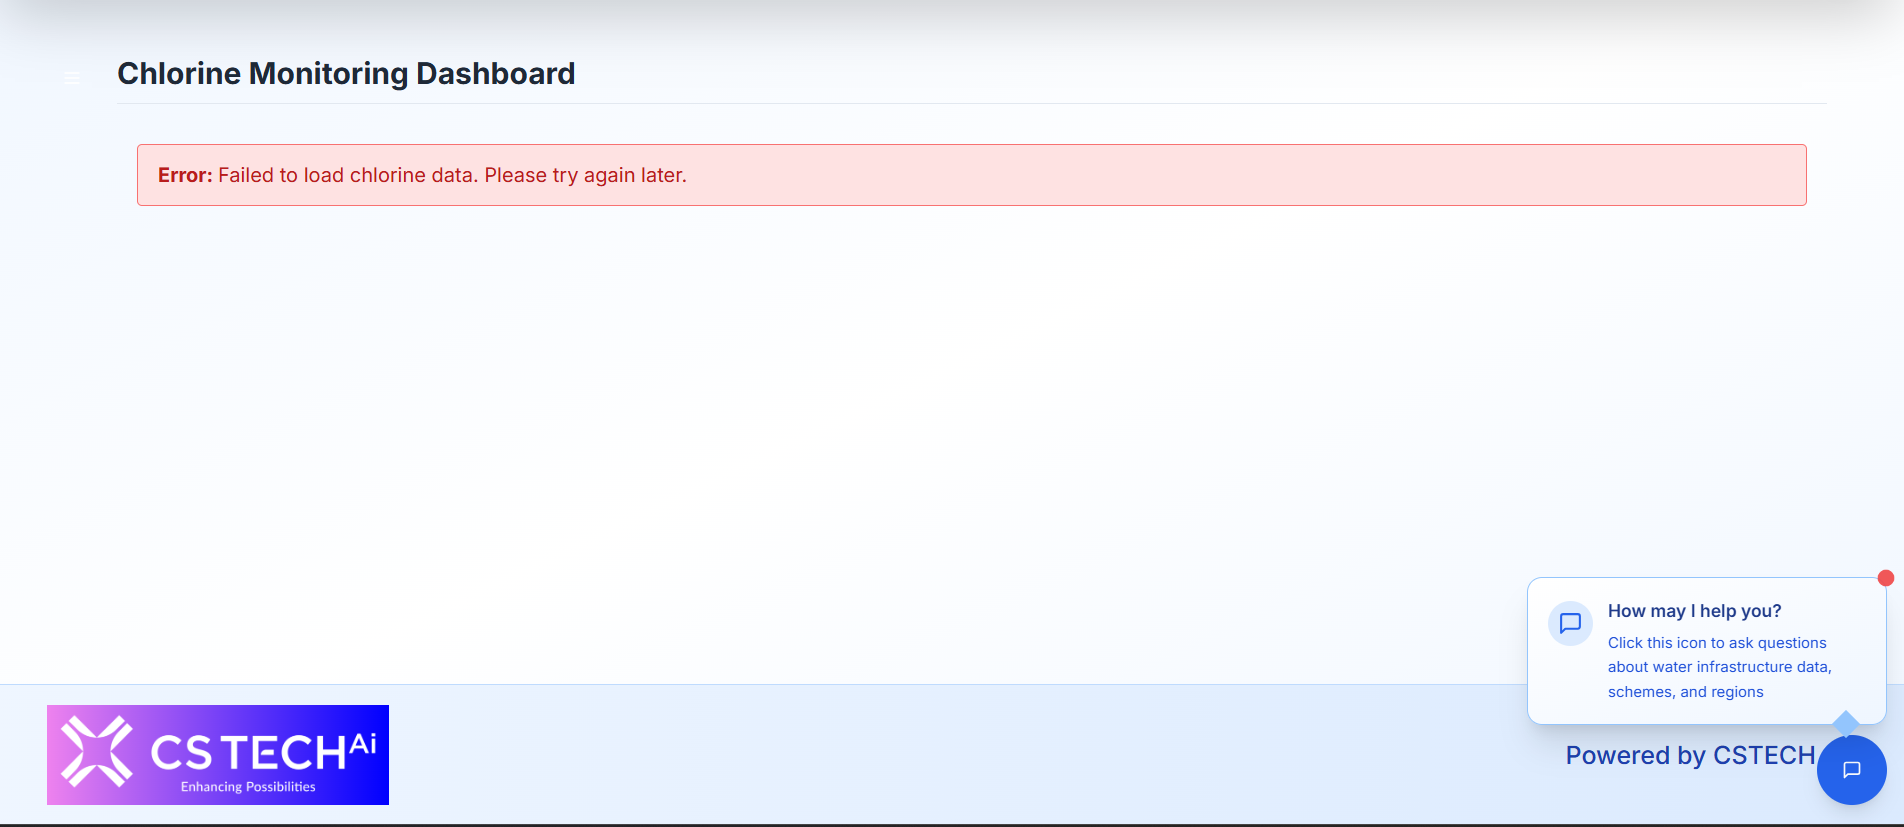 Chlorine Monitoring Dashboard
Error: Failed to load chlorine data. Please try again later.
How may I help you?
Click this icon to ask questions
about water infrastructure data,
schemes, and regions
CS TECH Ai
Enhancing Possibilities
Powered by CSTECH